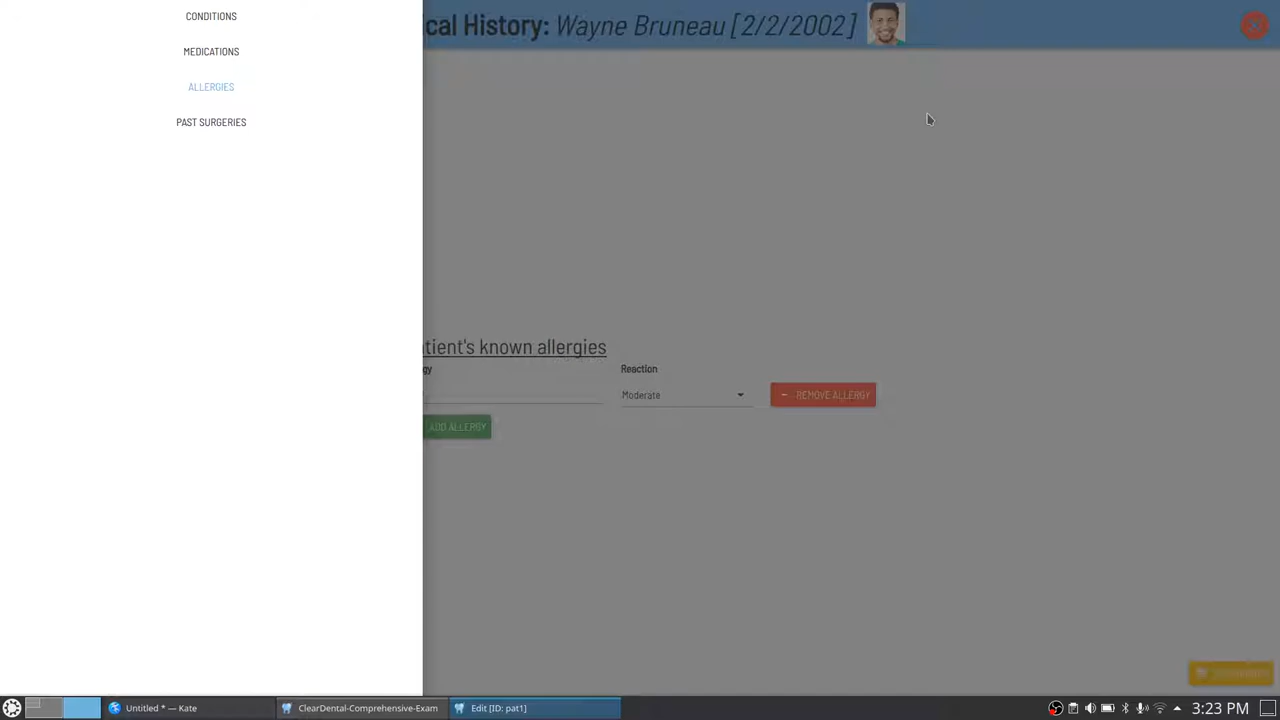 CONDITIONS
MEDICATIONS
ALLERGIES
PAST SURGERIES
cal History: Wayne Bruneau [2/2/2002]
tient's known allergies
gy
Reaction
Moderate
REMOVE ALLERGY
ADD ALLERGY
Untitled * — Kate
ClearDental-Comprehensive-Exam
Edit [ID: pat1]
3:23 PM